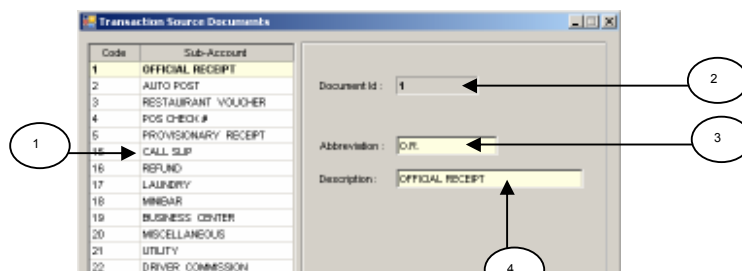 Transaction Source Documents
Code Sub-Account
1 OFFICIAL RECEIPT
2 AUTO POST
3 RESTAURANT VOUCHER
4 POS CHECK #
5 PROVISIONARY RECEIPT
15 CALL SLIP
16 REFUND
17 LAUNDRY
18 MINIBAR
19 BUSINESS CENTER
20 MISCELLANEOUS
21 UTILITY
22 DRIVER COMMISSION
Document Id : 1
Abbreviation : O.R.
Description : OFFICIAL RECEIPT
1
2
3
4